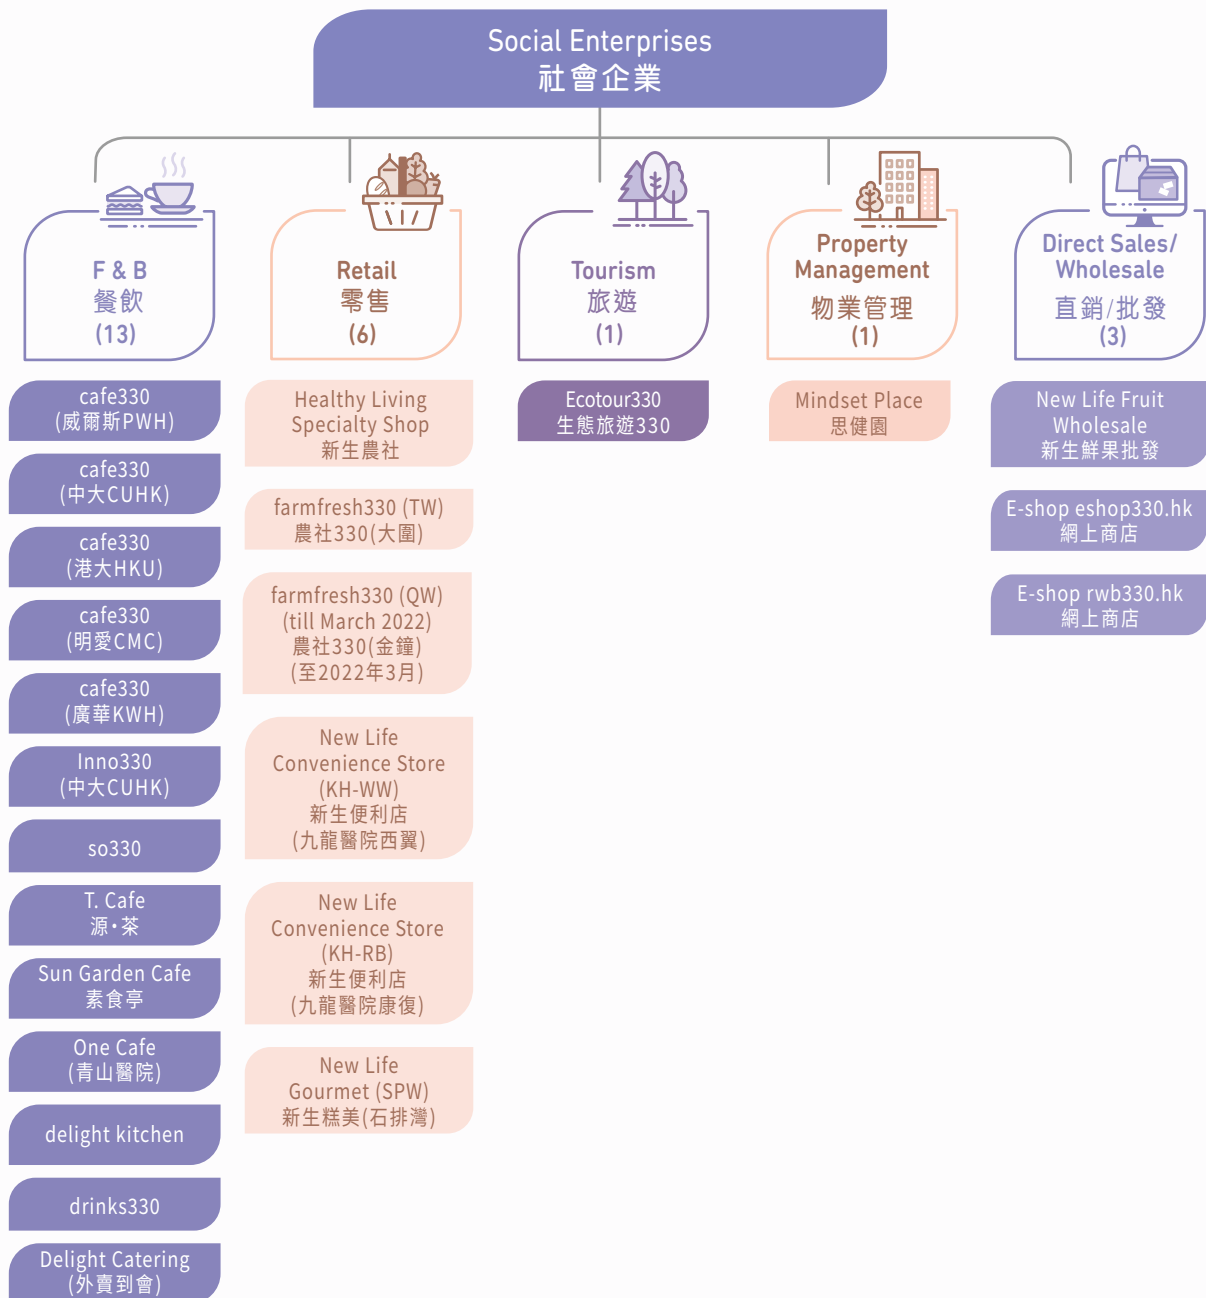 Social Enterprises
社會企業
F & B
餐飲
(13)
cafe330
(威爾斯PWH)
cafe330
(中大CUHK)
cafe330
(港大HKU)
cafe330
(明愛CMC)
cafe330
(廣華KWH)
Inno330
(中大CUHK)
so330
T. Cafe
源•茶
Sun Garden Cafe
素食亭
One Cafe
(青山醫院)
delight kitchen
drinks330
Delight Catering
(外賣到會)
Retail
零售
(6)
Healthy Living
Specialty Shop
新生農社
farmfresh330 (TW)
農社330(大圍)
farmfresh330 (QW)
(till March 2022)
農社330(金鐘)
(至2022年3月)
New Life
Convenience Store
(KH-WW)
新生便利店
(九龍醫院西翼)
New Life
Convenience Store
(KH-RB)
新生便利店
(九龍醫院康復)
New Life
Gourmet (SPW)
新生糕美(石排灣)
Tourism
旅遊
(1)
Ecotour330
生態旅遊330
Property
Management
物業管理
(1)
Mindset Place
思健園
Direct Sales/
Wholesale
直銷/批發
(3)
New Life Fruit
Wholesale
新生鮮果批發
E-shop eshop330.hk
網上商店
E-shop rwb330.hk
網上商店